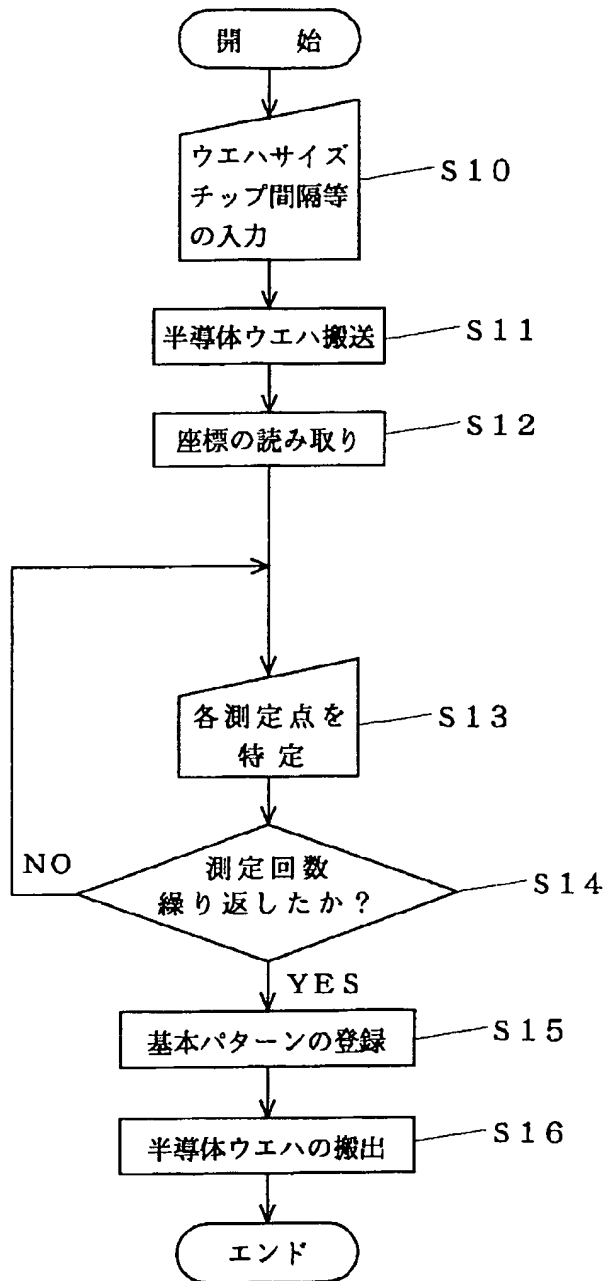 開 始
ウエハサイズ
チップ間隔等
の入力
S10
半導体ウエハ搬送
S11
座標の読み取り
S12
各測定点を
特定
S13
測定回数
繰り返したか？
S14
NO
YES
基本パターンの登録
S15
半導体ウエハの搬出
S16
エンド